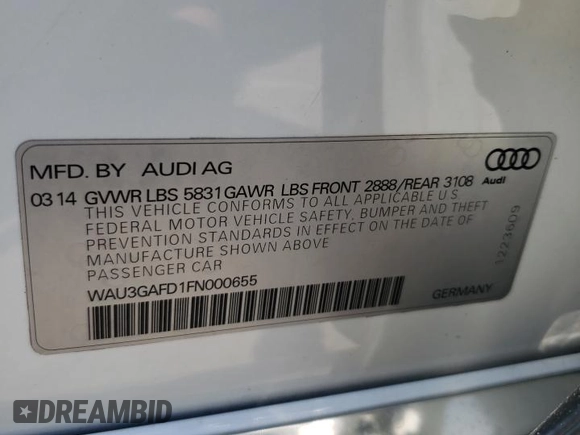 MFD. BY AUDI AG
03 14 GVWR LBS 5831 GAWR LBS FRONT 2888/REAR 3108
Audi
THIS VEHICLE CONFORMS TO ALL APPLICABLE U.S.
FEDERAL MOTOR VEHICLE SAFETY, BUMPER AND THEFT
PREVENTION STANDARDS IN EFFECT ON THE DATE OF
MANUFACTURE SHOWN ABOVE
PASSENGER CAR
WAU3GAFD1FN000655
GERMANY
1223609
DREAMBID